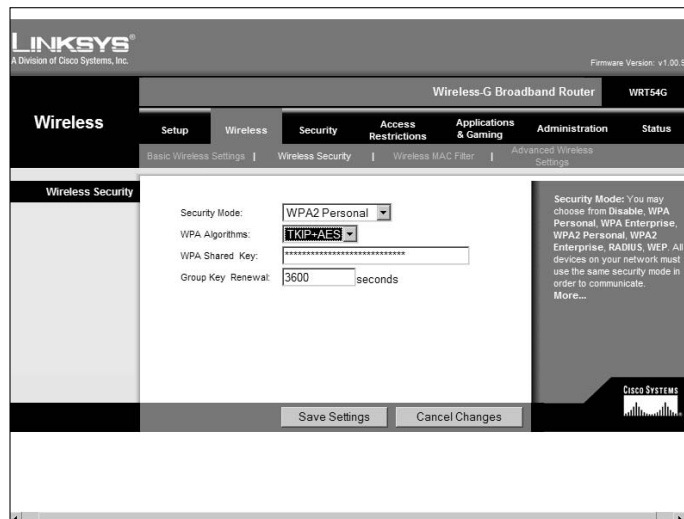 LINKSYS®
A Division of Cisco Systems, Inc.
Firmware Version: v1.00.9
Wireless-G Broadband Router WRT54G
Wireless
Setup Wireless Security Access Restrictions Applications & Gaming Administration Status
Basic Wireless Settings | Wireless Security | Wireless MAC Filter | Advanced Wireless Settings
Wireless Security
Security Mode: WPA2 Personal
WPA Algorithms: TKIP+AES
WPA Shared Key: ****************************
Group Key Renewal: 3600 seconds
Security Mode: You may
choose from Disable, WPA
Personal, WPA Enterprise,
WPA2 Personal, WPA2
Enterprise, RADIUS, WEP. All
devices on your network must
use the same security mode in
order to communicate.
More...
CISCO SYSTEMS
Save Settings Cancel Changes